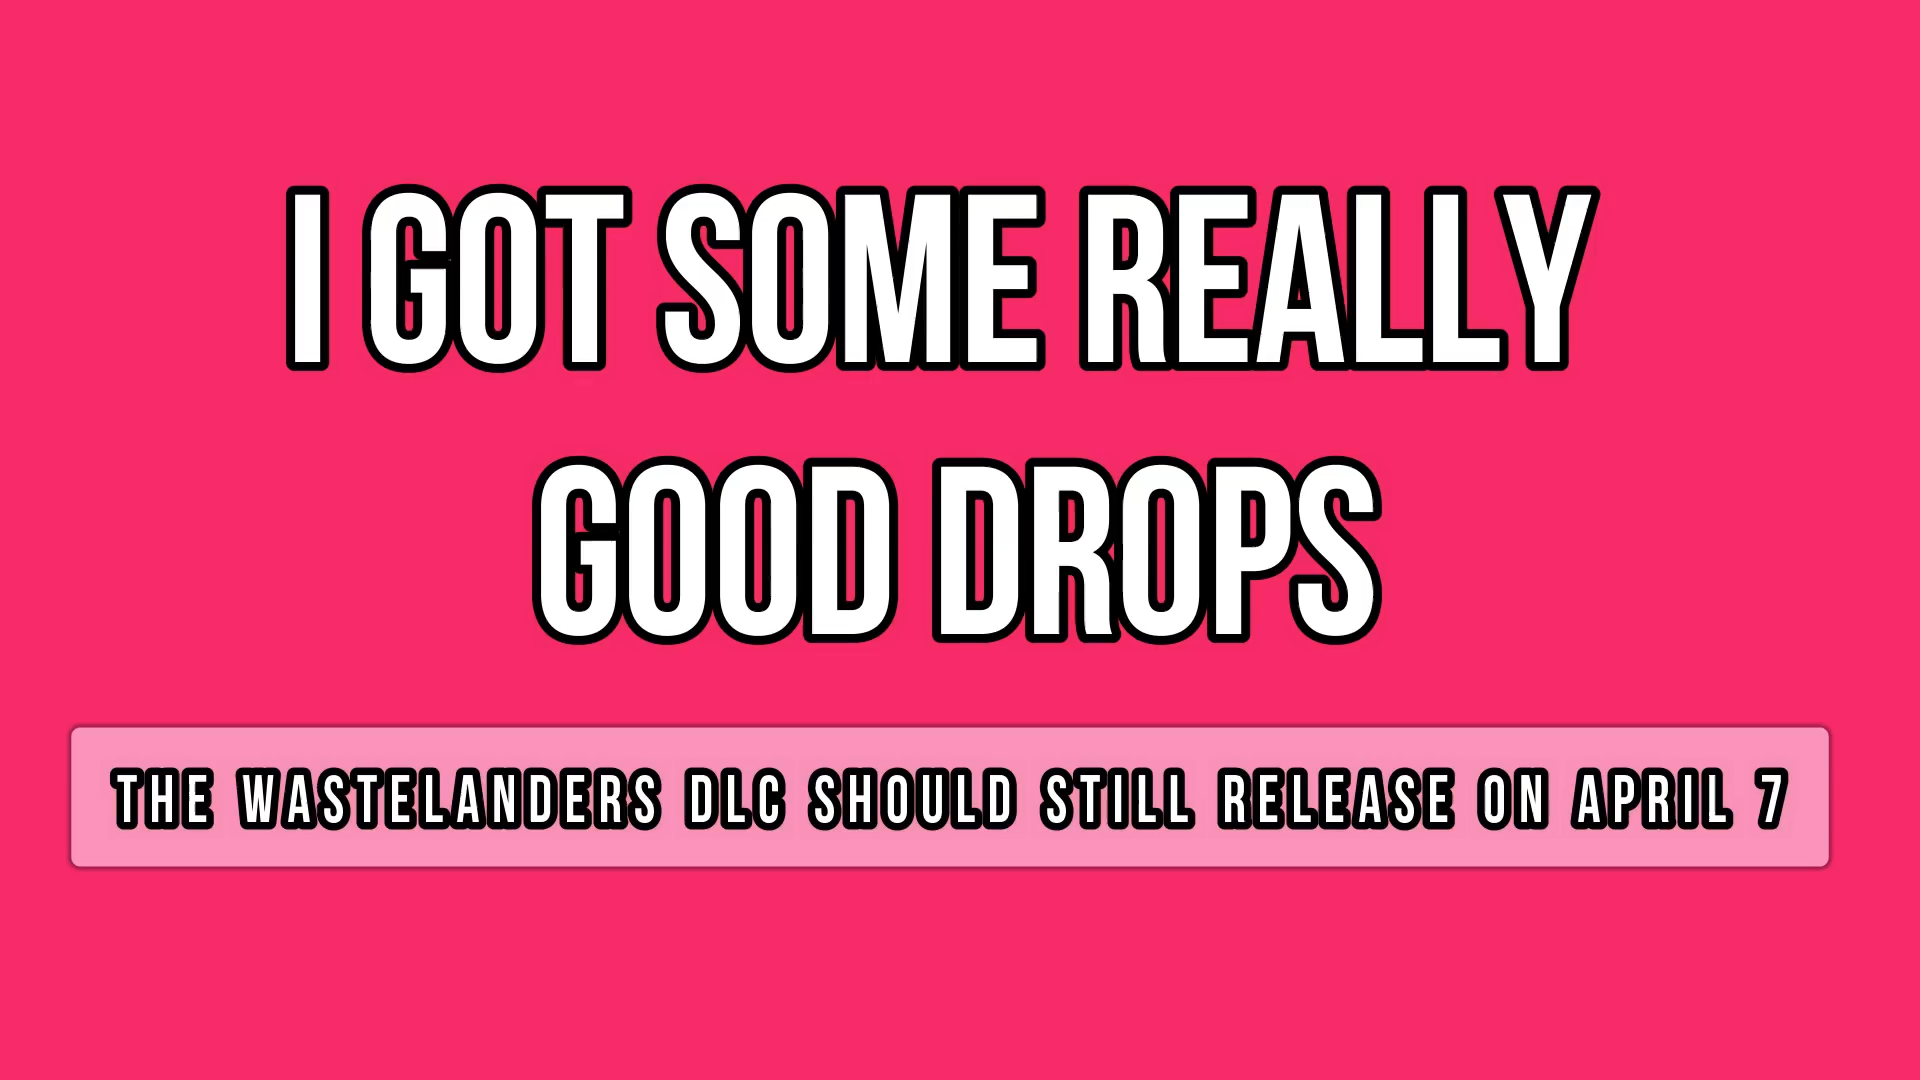 I GOT SOME REALLY
GOOD DROPS
THE WASTELANDERS DLC SHOULD STILL RELEASE ON APRIL 7